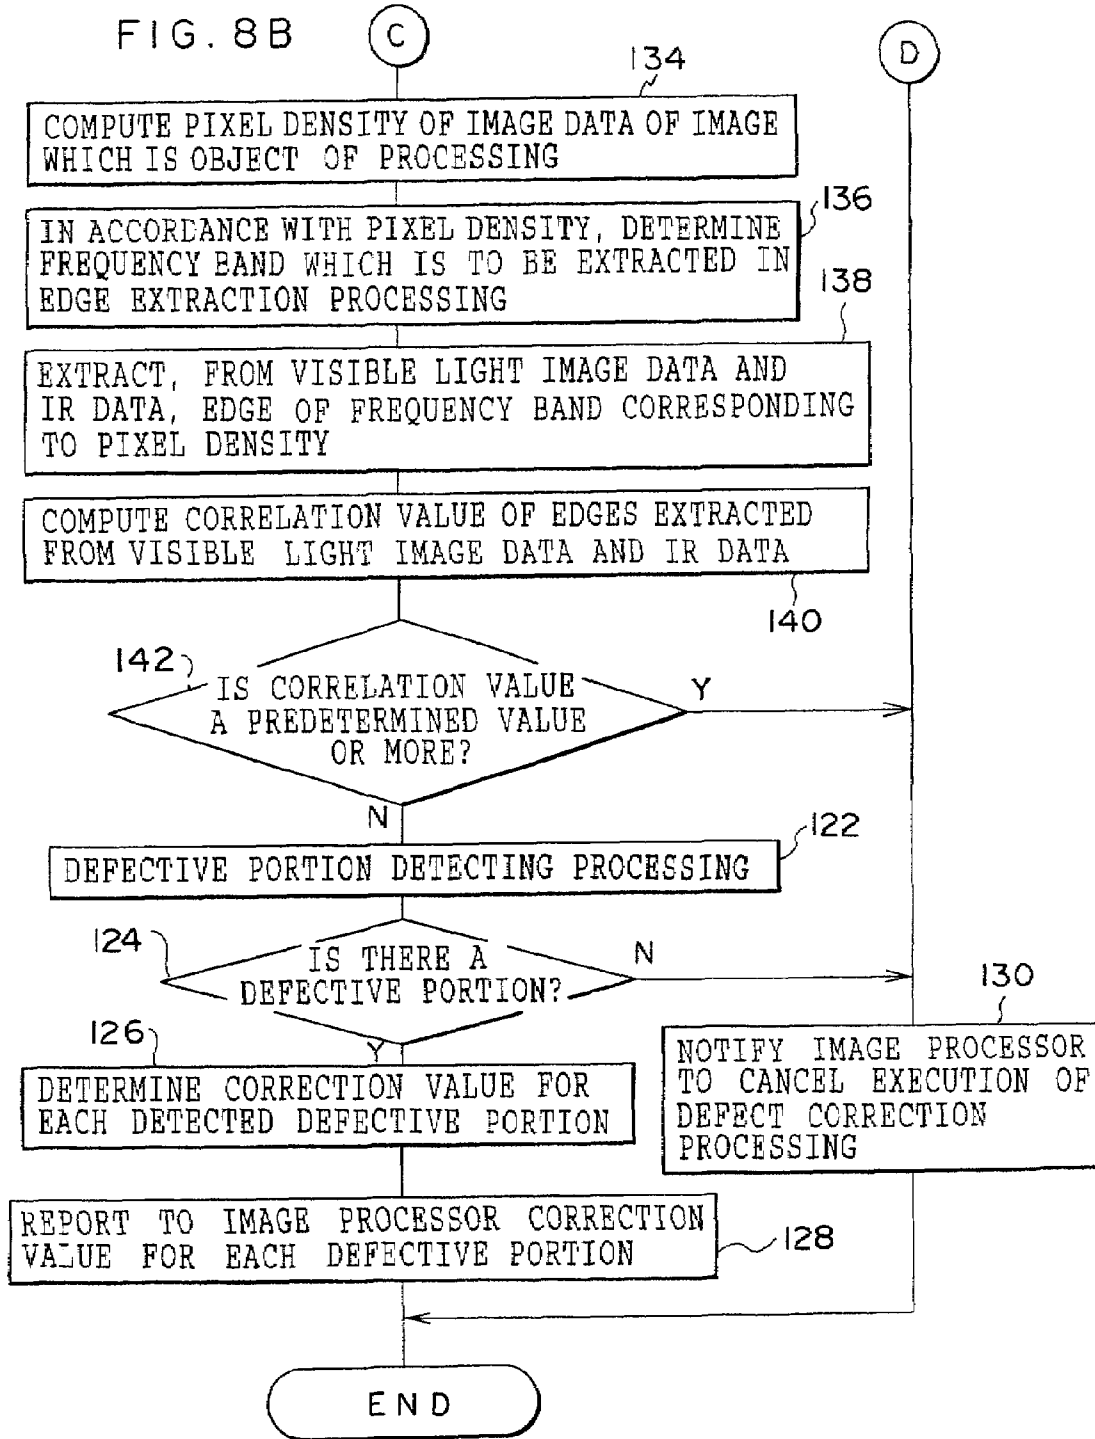 FIG. 8B
C
D
134
COMPUTE PIXEL DENSITY OF IMAGE DATA OF IMAGE
WHICH IS OBJECT OF PROCESSING
136
IN ACCORDANCE WITH PIXEL DENSITY, DETERMINE
FREQUENCY BAND WHICH IS TO BE EXTRACTED IN
EDGE EXTRACTION PROCESSING
138
EXTRACT, FROM VISIBLE LIGHT IMAGE DATA AND
IR DATA, EDGE OF FREQUENCY BAND CORRESPONDING
TO PIXEL DENSITY
COMPUTE CORRELATION VALUE OF EDGES EXTRACTED
FROM VISIBLE LIGHT IMAGE DATA AND IR DATA
140
142
IS CORRELATION VALUE
A PREDETERMINED VALUE
OR MORE?
Y
N
122
DEFECTIVE PORTION DETECTING PROCESSING
124
IS THERE A
DEFECTIVE PORTION?
N
Y
126
DETERMINE CORRECTION VALUE FOR
EACH DETECTED DEFECTIVE PORTION
130
NOTIFY IMAGE PROCESSOR
TO CANCEL EXECUTION OF
DEFECT CORRECTION
PROCESSING
REPORT TO IMAGE PROCESSOR CORRECTION
VALUE FOR EACH DEFECTIVE PORTION
128
END